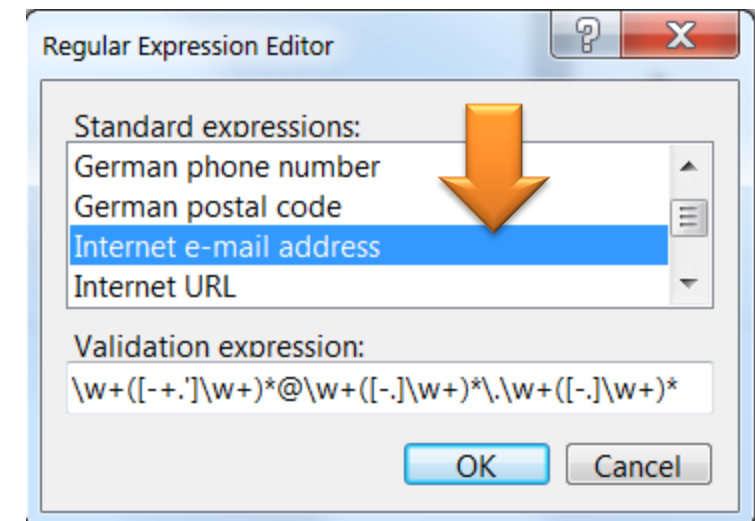 Regular Expression Editor
Standard expressions:
German phone number
German postal code
Internet e-mail address
Internet URL
Validation expression:
\w+([-+.']\w+)*@\w+([-.]\w+)*\.\w+([-.]\w+)*
OK Cancel